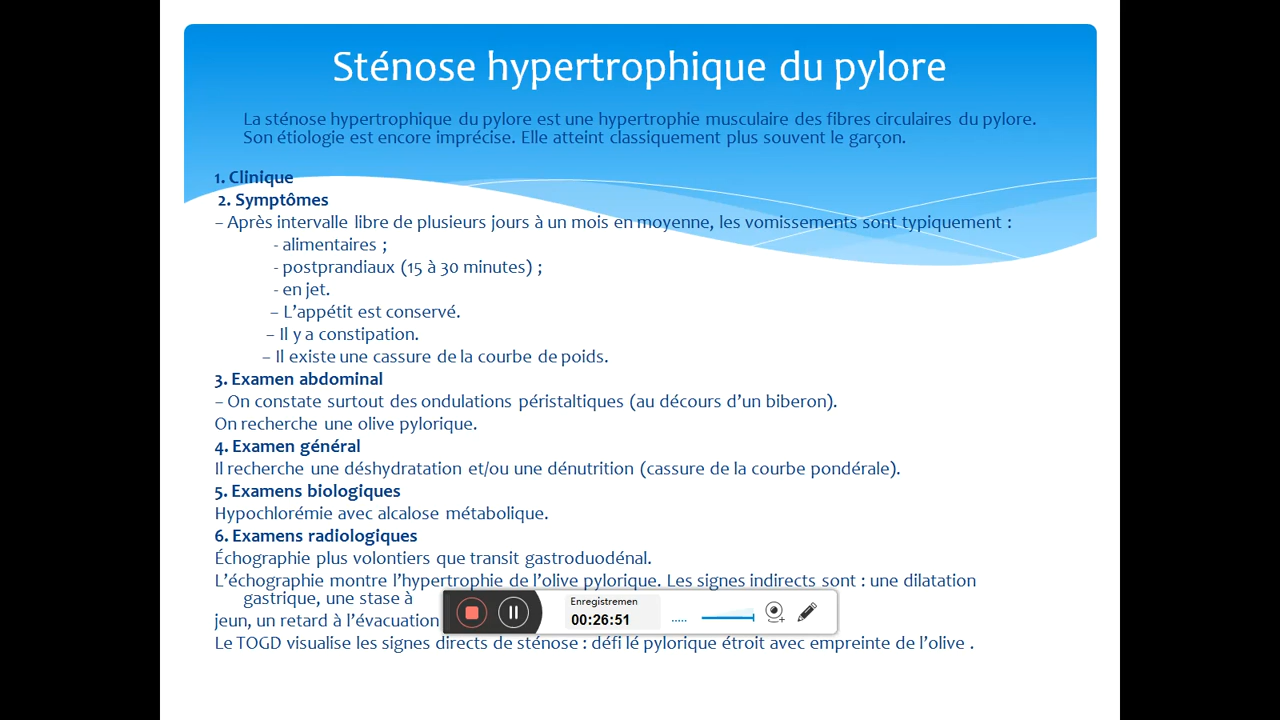 Sténose hypertrophique du pylore
La sténose hypertrophique du pylore est une hypertrophie musculaire des fibres circulaires du pylore.
Son étiologie est encore imprécise. Elle atteint classiquement plus souvent le garçon.
1. Clinique
2. Symptômes
– Après intervalle libre de plusieurs jours à un mois en moyenne, les vomissements sont typiquement :
- alimentaires ;
- postprandiaux (15 à 30 minutes) ;
- en jet.
– L’appétit est conservé.
– Il y a constipation.
– Il existe une cassure de la courbe de poids.
3. Examen abdominal
– On constate surtout des ondulations péristaltiques (au décours d’un biberon).
On recherche une olive pylorique.
4. Examen général
Il recherche une déshydratation et/ou une dénutrition (cassure de la courbe pondérale).
5. Examens biologiques
Hypochlorémie avec alcalose métabolique.
6. Examens radiologiques
Échographie plus volontiers que transit gastroduodénal.
L’échographie montre l’hypertrophie de l’olive pylorique. Les signes indirects sont : une dilatation
gastrique, une stase à
jeun, un retard à l’évacuation
Enregistremen
00:26:51
.....
Le TOGD visualise les signes directs de sténose : défi lé pylorique étroit avec empreinte de l’olive .